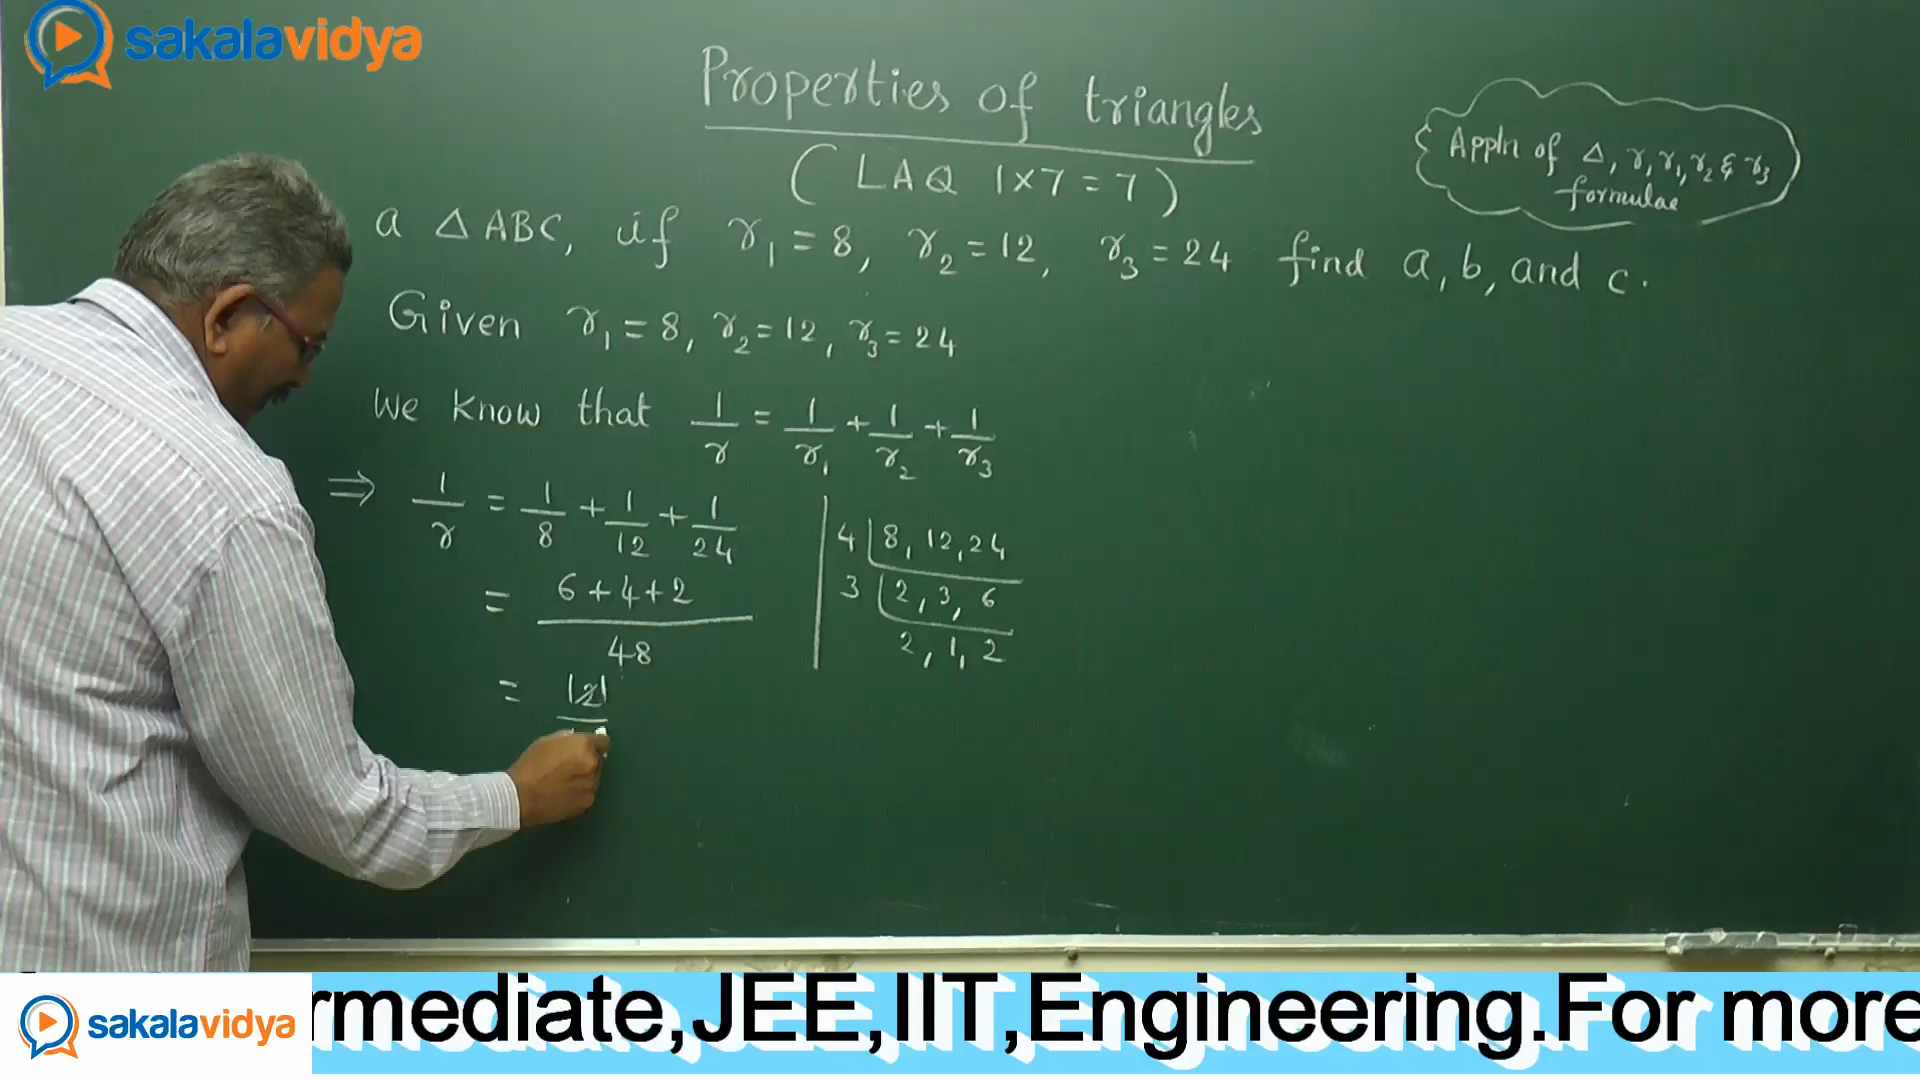 sakalavidya
Properties of triangles
(LAQ 1×7=7)
Appln of Δ, r, r₁, r₂ & r₃
formulae
a △ABC, if r₁ = 8, r₂ = 12, r₃ = 24 find a, b, and c.
Given r₁ = 8, r₂ = 12, r₃ = 24
We know that 1/r = 1/r₁ + 1/r₂ + 1/r₃
⇒ 1/r = 1/8 + 1/12 + 1/24
= (6+4+2)/48
= 12 1
4 | 8, 12, 24
3 | 2, 3, 6
2, 1, 2
sakalavidya
rmediate,JEE,IIT,Engineering.For more